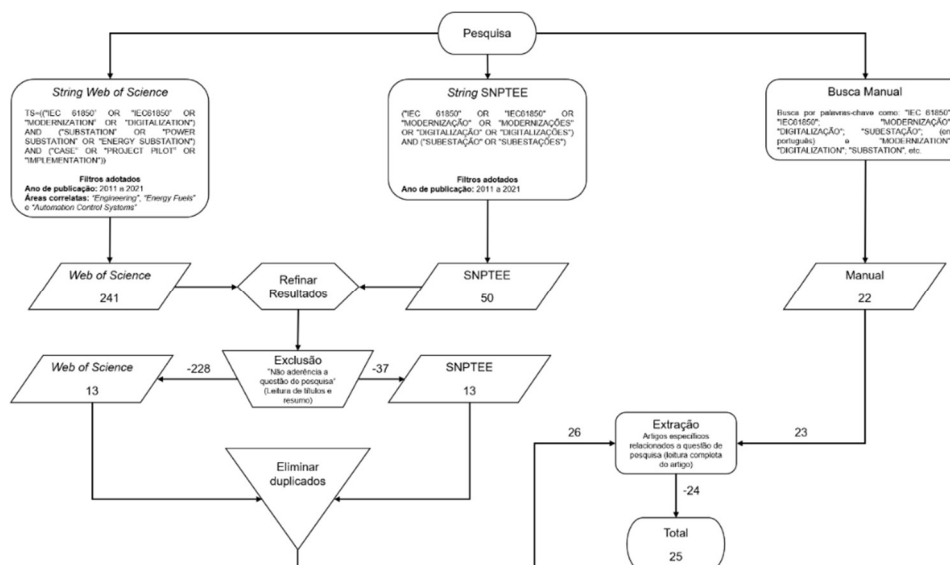 Pesquisa
String Web of Science
TS=(("IEC 61850" OR "IEC61850" OR
"MODERNIZATION" OR "DIGITALIZATION")
AND ("SUBSTATION" OR "POWER
SUBSTATION" OR "ENERGY SUBSTATION")
AND ("CASE" OR "PROJECT PILOT" OR
"IMPLEMENTATION"))
Filtros adotados
Ano de publicação: 2011 a 2021
Áreas correlatas: "Engineering", "Energy Fuels"
e "Automation Control Systems"
String SNPTEE
("IEC 61850" OR "IEC61850" OR
"MODERNIZAÇÃO" OR "MODERNIZAÇÕES"
OR "DIGITALIZAÇÃO" OR "DIGITALIZAÇÕES")
AND ("SUBESTAÇÃO" OR "SUBESTAÇÕES")
Filtros adotados
Ano de publicação: 2011 a 2021
Busca Manual
Busca por palavras-chave como: "IEC 61850";
"IEC61850"; "MODERNIZAÇÃO";
"DIGITALIZAÇÃO"; "SUBESTAÇÃO"; (em
português) e "MODERNIZATION";
"DIGITALIZATION"; "SUBSTATION", etc.
Web of Science
241
Refinar
Resultados
SNPTEE
50
Manual
22
Web of Science
13
-228
Exclusão
"Não aderência a
questão do pesquisa"
(Leitura de títulos e
resumo)
-37
SNPTEE
13
Eliminar
duplicados
26
Extração
Artigos específicos
relacionados a questão de
pesquisa (leitura completa
do artigo)
23
-24
Total
25